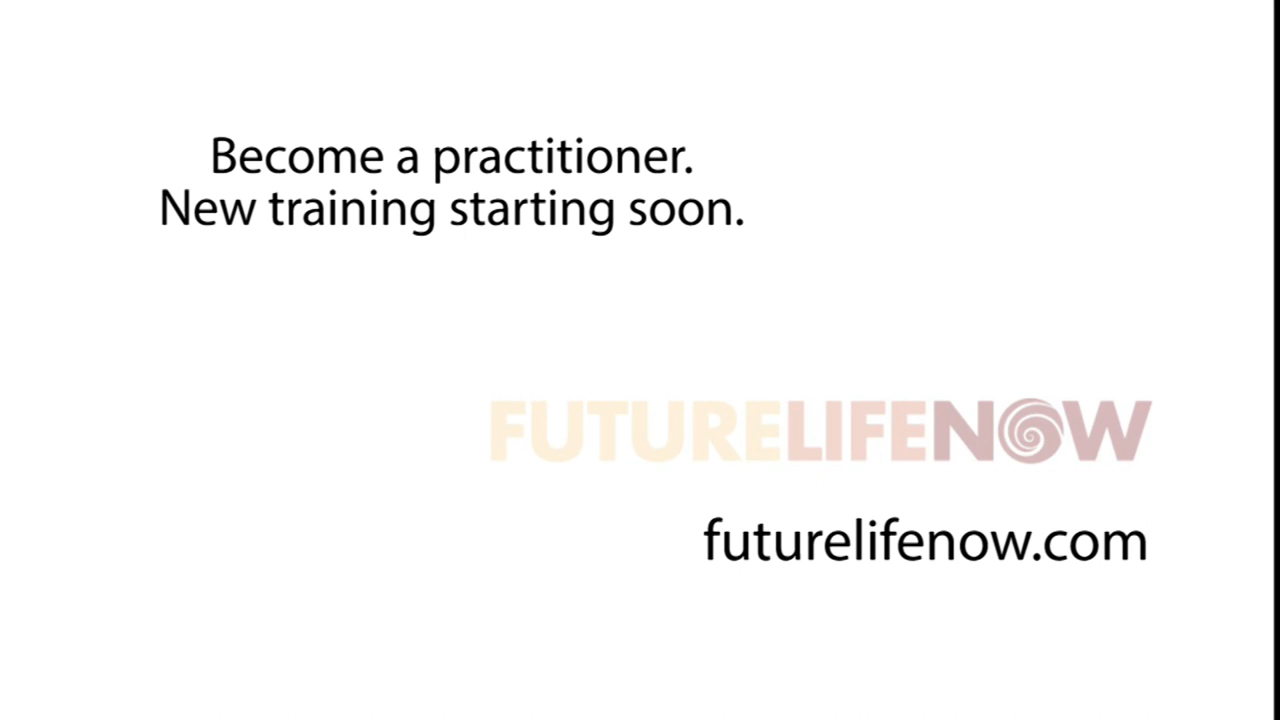 Become a practitioner.
New training starting soon.
FUTURELIFENOW
futurelifenow.com